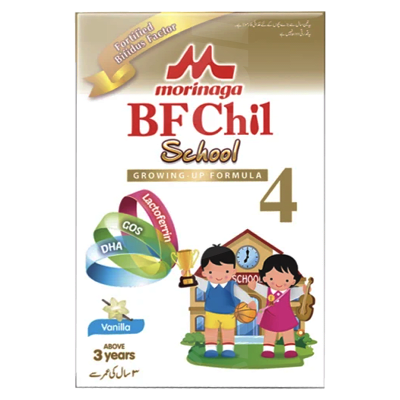 Fortified
Bifidus Factor
morinaga
BF Chil
School
GROWING-UP FORMULA
4
Lactoferrin
GOS
DHA
SCHOOL
Vanilla
ABOVE
3 years
۳ سال کی عمر سے